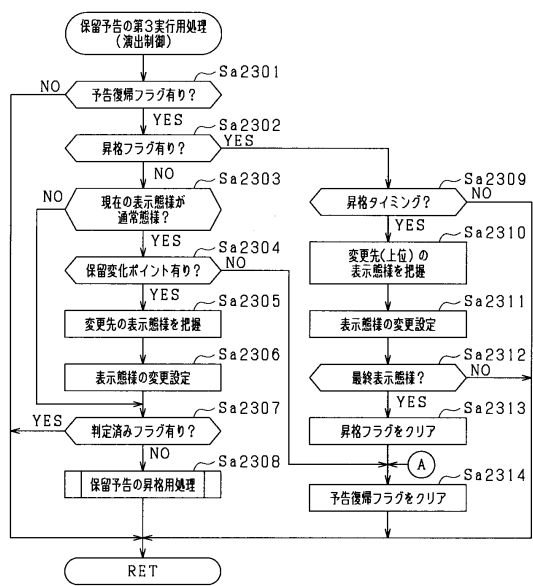 保留予告の第3実行用処理
(演出制御)
Sa2301
予告復帰フラグ有り?
NO
YES
Sa2302
昇格フラグ有り?
YES
NO
Sa2303
現在の表示態様が
通常態様?
NO
YES
Sa2304
保留変化ポイント有り?
NO
YES
Sa2305
変更先の表示態様を把握
Sa2306
表示態様の変更設定
Sa2307
判定済みフラグ有り?
YES
NO
Sa2308
保留予告の昇格用処理
Sa2309
昇格タイミング?
NO
YES
Sa2310
変更先(上位)の
表示態様を把握
Sa2311
表示態様の変更設定
Sa2312
最終表示態様?
NO
YES
Sa2313
昇格フラグをクリア
A
Sa2314
予告復帰フラグをクリア
RET